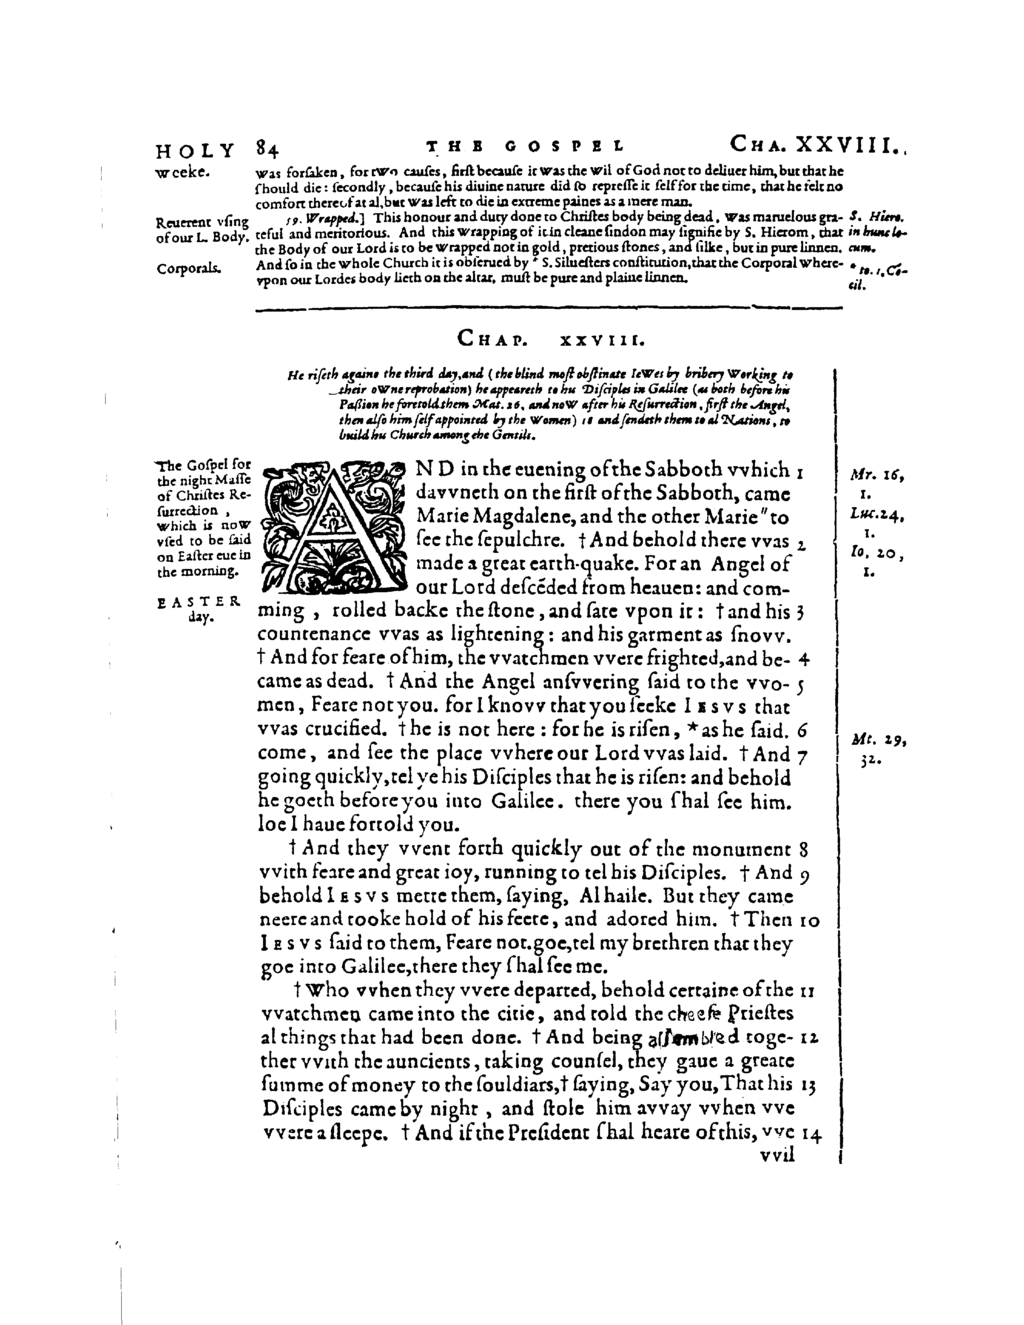 HOLY 84 THE GOSPEL CHA. XXVIII.
weeke.
was forſaken, for two cauſes, firſt becauſe it was the wil of God not to deliuer him, but that he
ſhould die: ſecondly, becauſe his diuine nature did ſo repreſſe it ſelf for the time, that he felt no
comfort thereof at al, but was left to die in extreme paines as a mere man.
Reuerent vſing
of our L. Body.
Corporals.
59. Wrapped.] This honour and duty done to Chriſtes body being dead, was maruelous gra-
teful and meritorious. And this wrapping of it in cleane ſindon may ſignifie by S. Hierom, that
the Body of our Lord is to be wrapped not in gold, pretious ſtones, and ſilke, but in pure linnen.
And ſo in the whole Church it is obſerued by * S. Silueſters conſtitution, that the Corporal where-
vpon our Lordes body lieth on the altar, muſt be pure and plaine linnen.
S. Hiero.
in hunc lo-
cum.
* to. 1. Cō-
cil.
CHAP. XXVIII.
He riſeth againe the third day, and (the blind moſt obſtinate Iewes by bribery working to
their owne reprobation) he appeareth to his Diſciples in Galilee (as both before his
Paſſion he foretold them Mat. 26, and now after his Reſurrection, firſt the Angel,
then alſo him ſelf appointed by the Women) 18 and ſendeth them to al Nations, to
build his Church among the Gentils.
The Goſpel for
the night Maſſe
of Chriſtes Re-
ſurrection,
which is now
vſed to be ſaid
on Eaſter eue in
the morning.
EASTER
day.
AND in the euening of the Sabboth vvhich 1
davvneth on the firſt of the Sabboth, came
Marie Magdalene, and the other Marie " to
ſee the ſepulchre. † And behold there vvas 2
made a great earth-quake. For an Angel of
our Lord deſcēded from heauen: and com-
ming, rolled backe the ſtone, and ſate vpon it: † and his 3
countenance vvas as lightening: and his garment as ſnovv.
† And for feare of him, the vvatchmen vvere frighted, and be- 4
came as dead. † And the Angel anſvvering ſaid to the vvo- 5
men, Feare not you. for I knovv that you ſeeke IESVS that
vvas crucified. † he is not here: for he is riſen, * as he ſaid. 6
come, and ſee the place vvhere our Lord vvas laid. † And 7
going quickly, tel ye his Diſciples that he is riſen: and behold
he goeth before you into Galilee. there you ſhal ſee him.
loe I haue fortold you.
† And they vvent forth quickly out of the monument 8
vvith feare and great ioy, running to tel his Diſciples. † And 9
behold IESVS mette them, ſaying, Al haile. But they came
neere and tooke hold of his feete, and adored him. † Then 10
IESVS ſaid to them, Feare not. goe, tel my brethren that they
goe into Galilee, there they ſhal ſee me.
† Who vvhen they vvere departed, behold certaine of the 11
vvatchmen came into the citie, and told the cheefe Prieſtes
al things that had been done. † And being aſſembled toge- 12
ther vvith the auncients, taking counſel, they gaue a greate
ſumme of money to the ſouldiars, † ſaying, Say you, That his 13
Diſciples came by night, and ſtole him avvay vvhen vve
vvere a ſleepe. † And if the Preſident ſhal heare of this, vve 14
vvil
Mr. 16,
1.
Luc. 24,
1.
Io. 20,
1.
Mt. 29,
32.